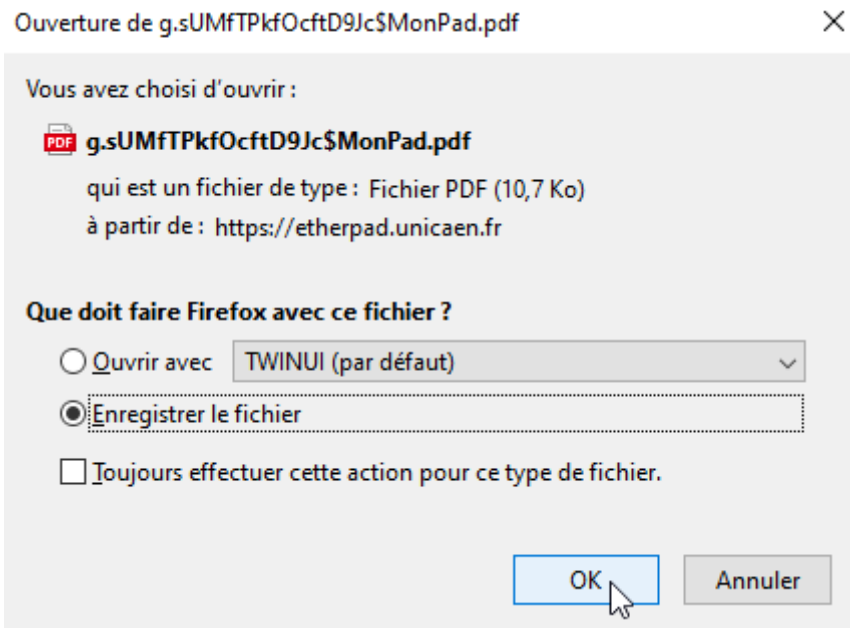 Ouverture de g.sUMfTPkfOcftD9Jc$MonPad.pdf
Vous avez choisi d'ouvrir :
PDF g.sUMfTPkfOcftD9Jc$MonPad.pdf
qui est un fichier de type : Fichier PDF (10,7 Ko)
à partir de : https://etherpad.unicaen.fr
Que doit faire Firefox avec ce fichier ?
Ouvrir avec TWINUI (par défaut)
Enregistrer le fichier
Toujours effectuer cette action pour ce type de fichier.
OK Annuler